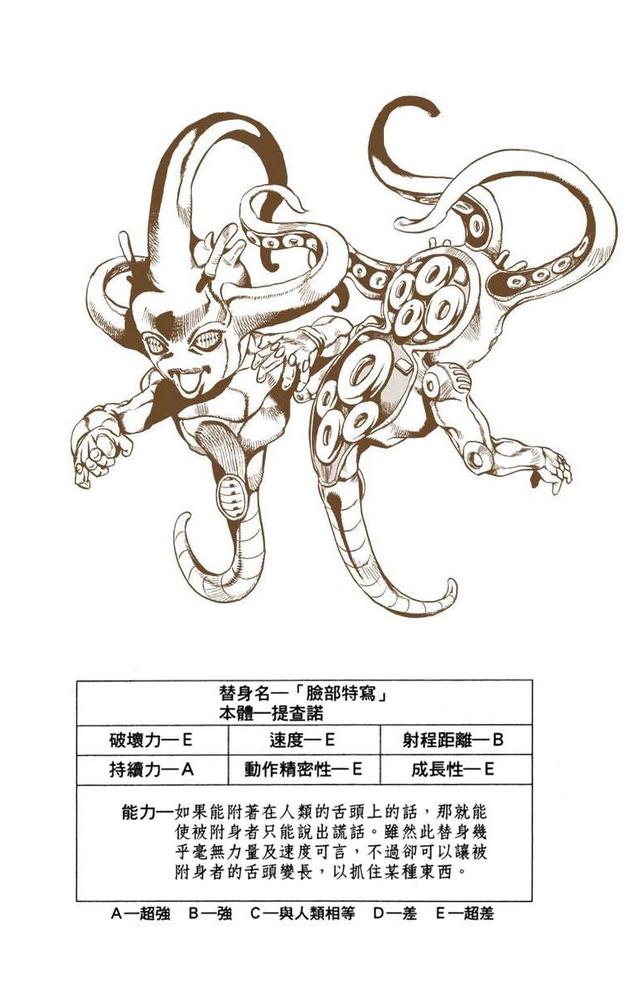 替身名—「臉部特寫」
本體—提查諾
破壞力—E 速度—E 射程距離—B
持續力—A 動作精密性—E 成長性—E
能力—如果能附著在人類的舌頭上的話，那就能
使被附身者只能說出謊話。雖然此替身幾
乎毫無力量及速度可言，不過卻可以讓被
附身者的舌頭變長，以抓住某種東西。
A—超強 B—強 C—與人類相等 D—差 E—超差